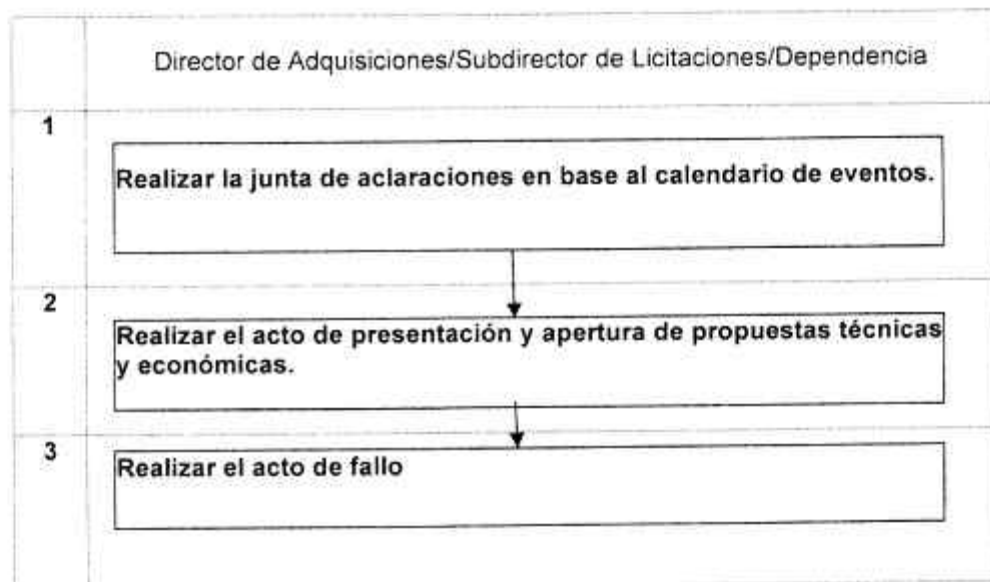 Director de Adquisiciones/Subdirector de Licitaciones/Dependencia
1
Realizar la junta de aclaraciones en base al calendario de eventos.
2
Realizar el acto de presentación y apertura de propuestas técnicas
y económicas.
3
Realizar el acto de fallo